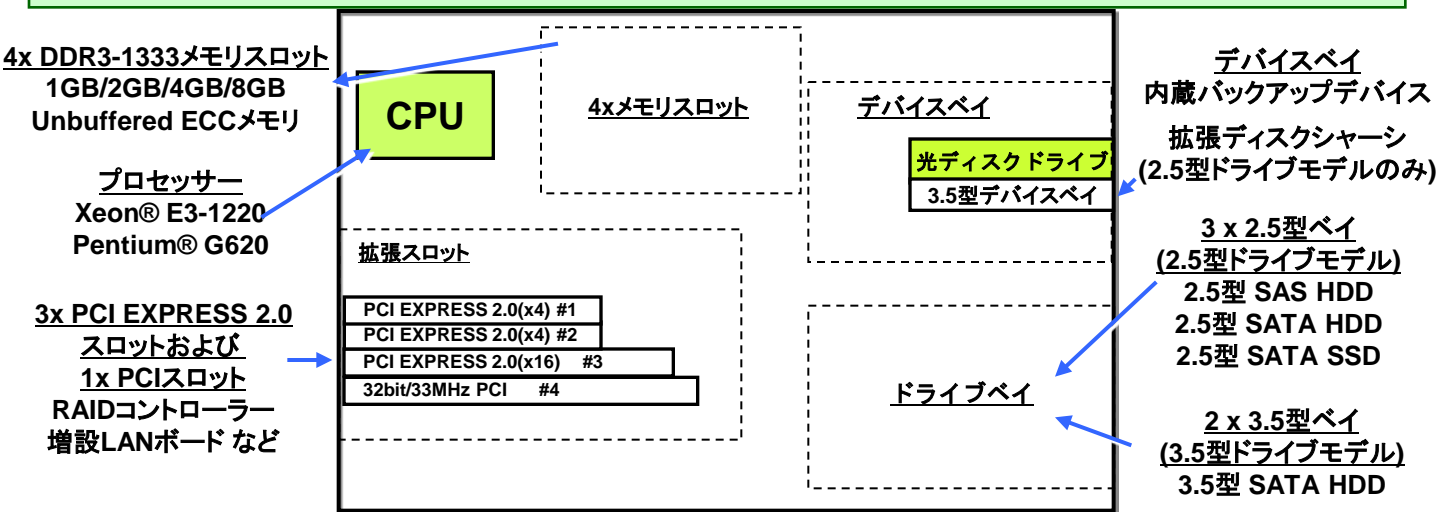 4x DDR3-1333メモリスロット
1GB/2GB/4GB/8GB
Unbuffered ECCメモリ
プロセッサー
Xeon® E3-1220
Pentium® G620
3x PCI EXPRESS 2.0
スロットおよび
1x PCIスロット
RAIDコントローラー
増設LANボード など
CPU
4xメモリスロット
デバイスベイ
光ディスクドライブ
3.5型デバイスベイ
拡張スロット
PCI EXPRESS 2.0(x4) #1
PCI EXPRESS 2.0(x4) #2
PCI EXPRESS 2.0(x16) #3
32bit/33MHz PCI #4
ドライブベイ
デバイスベイ
内蔵バックアップデバイス
拡張ディスクシャーシ
(2.5型ドライブモデルのみ)
3 x 2.5型ベイ
(2.5型ドライブモデル)
2.5型 SAS HDD
2.5型 SATA HDD
2.5型 SATA SSD
2 x 3.5型ベイ
(3.5型ドライブモデル)
3.5型 SATA HDD